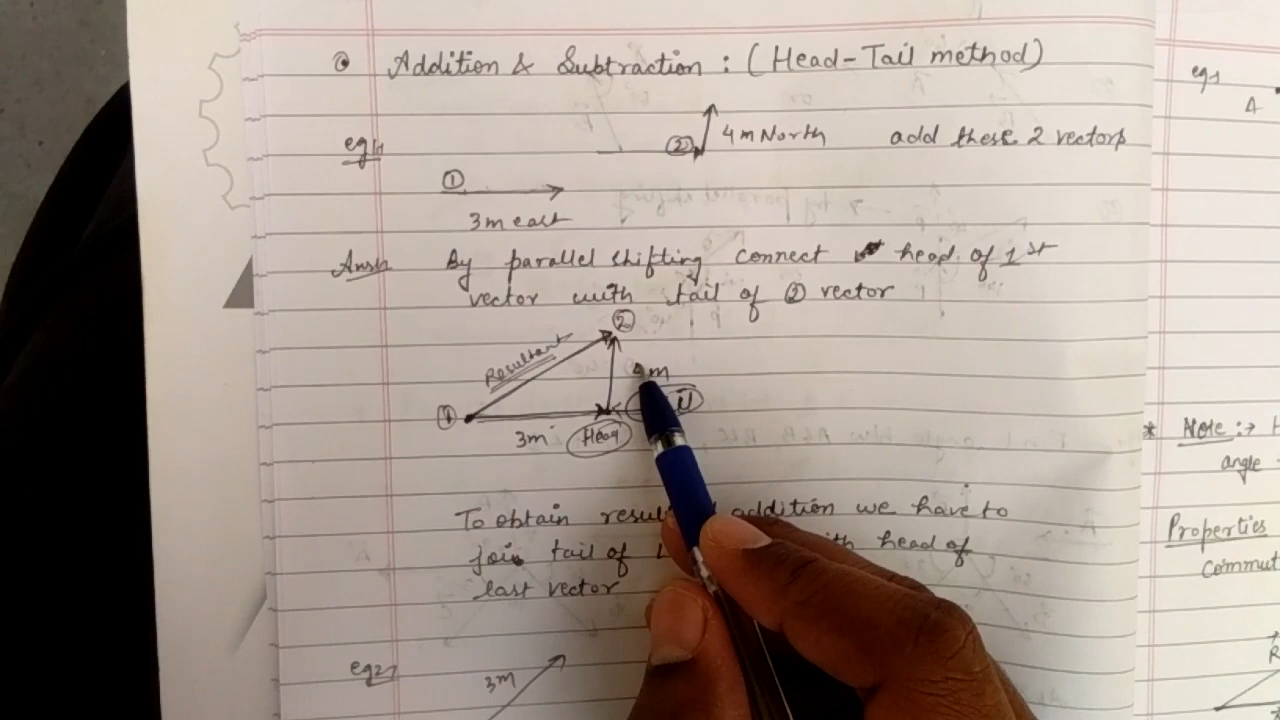 Addition & Subtraction : (Head-Tail method)
eg1
② 4m North add these 2 vectors
①
3m east
Ans: By parallel shifting connect head of 1st
vector with tail of ② vector
②
Resultant
4m
①
3m Head
To obtain addition we have to
join tail of head of
last vector
eg2
3m
eg1
A
* Note :→
angle
Properties
R